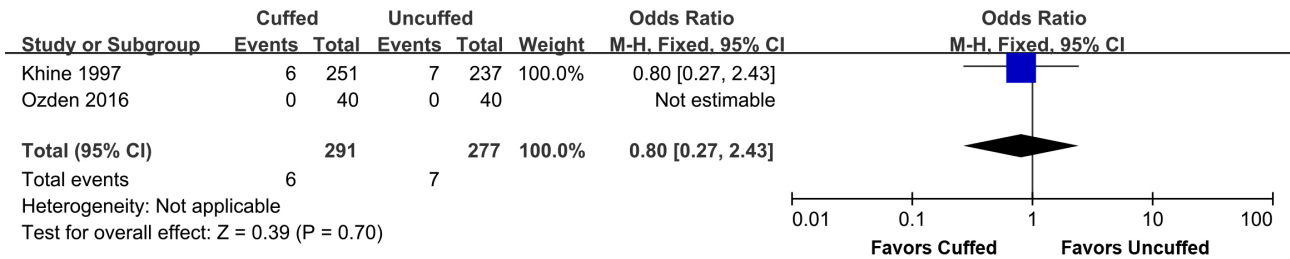 Cuffed Uncuffed Odds Ratio Odds Ratio
Study or Subgroup Events Total Events Total Weight M-H, Fixed, 95% CI M-H, Fixed, 95% CI
Khine 1997 6 251 7 237 100.0% 0.80 [0.27, 2.43]
Ozden 2016 0 40 0 40 Not estimable
Total (95% CI) 291 277 100.0% 0.80 [0.27, 2.43]
Total events 6 7
Heterogeneity: Not applicable
Test for overall effect: Z = 0.39 (P = 0.70)
0.01 0.1 1 10 100
Favors Cuffed Favors Uncuffed